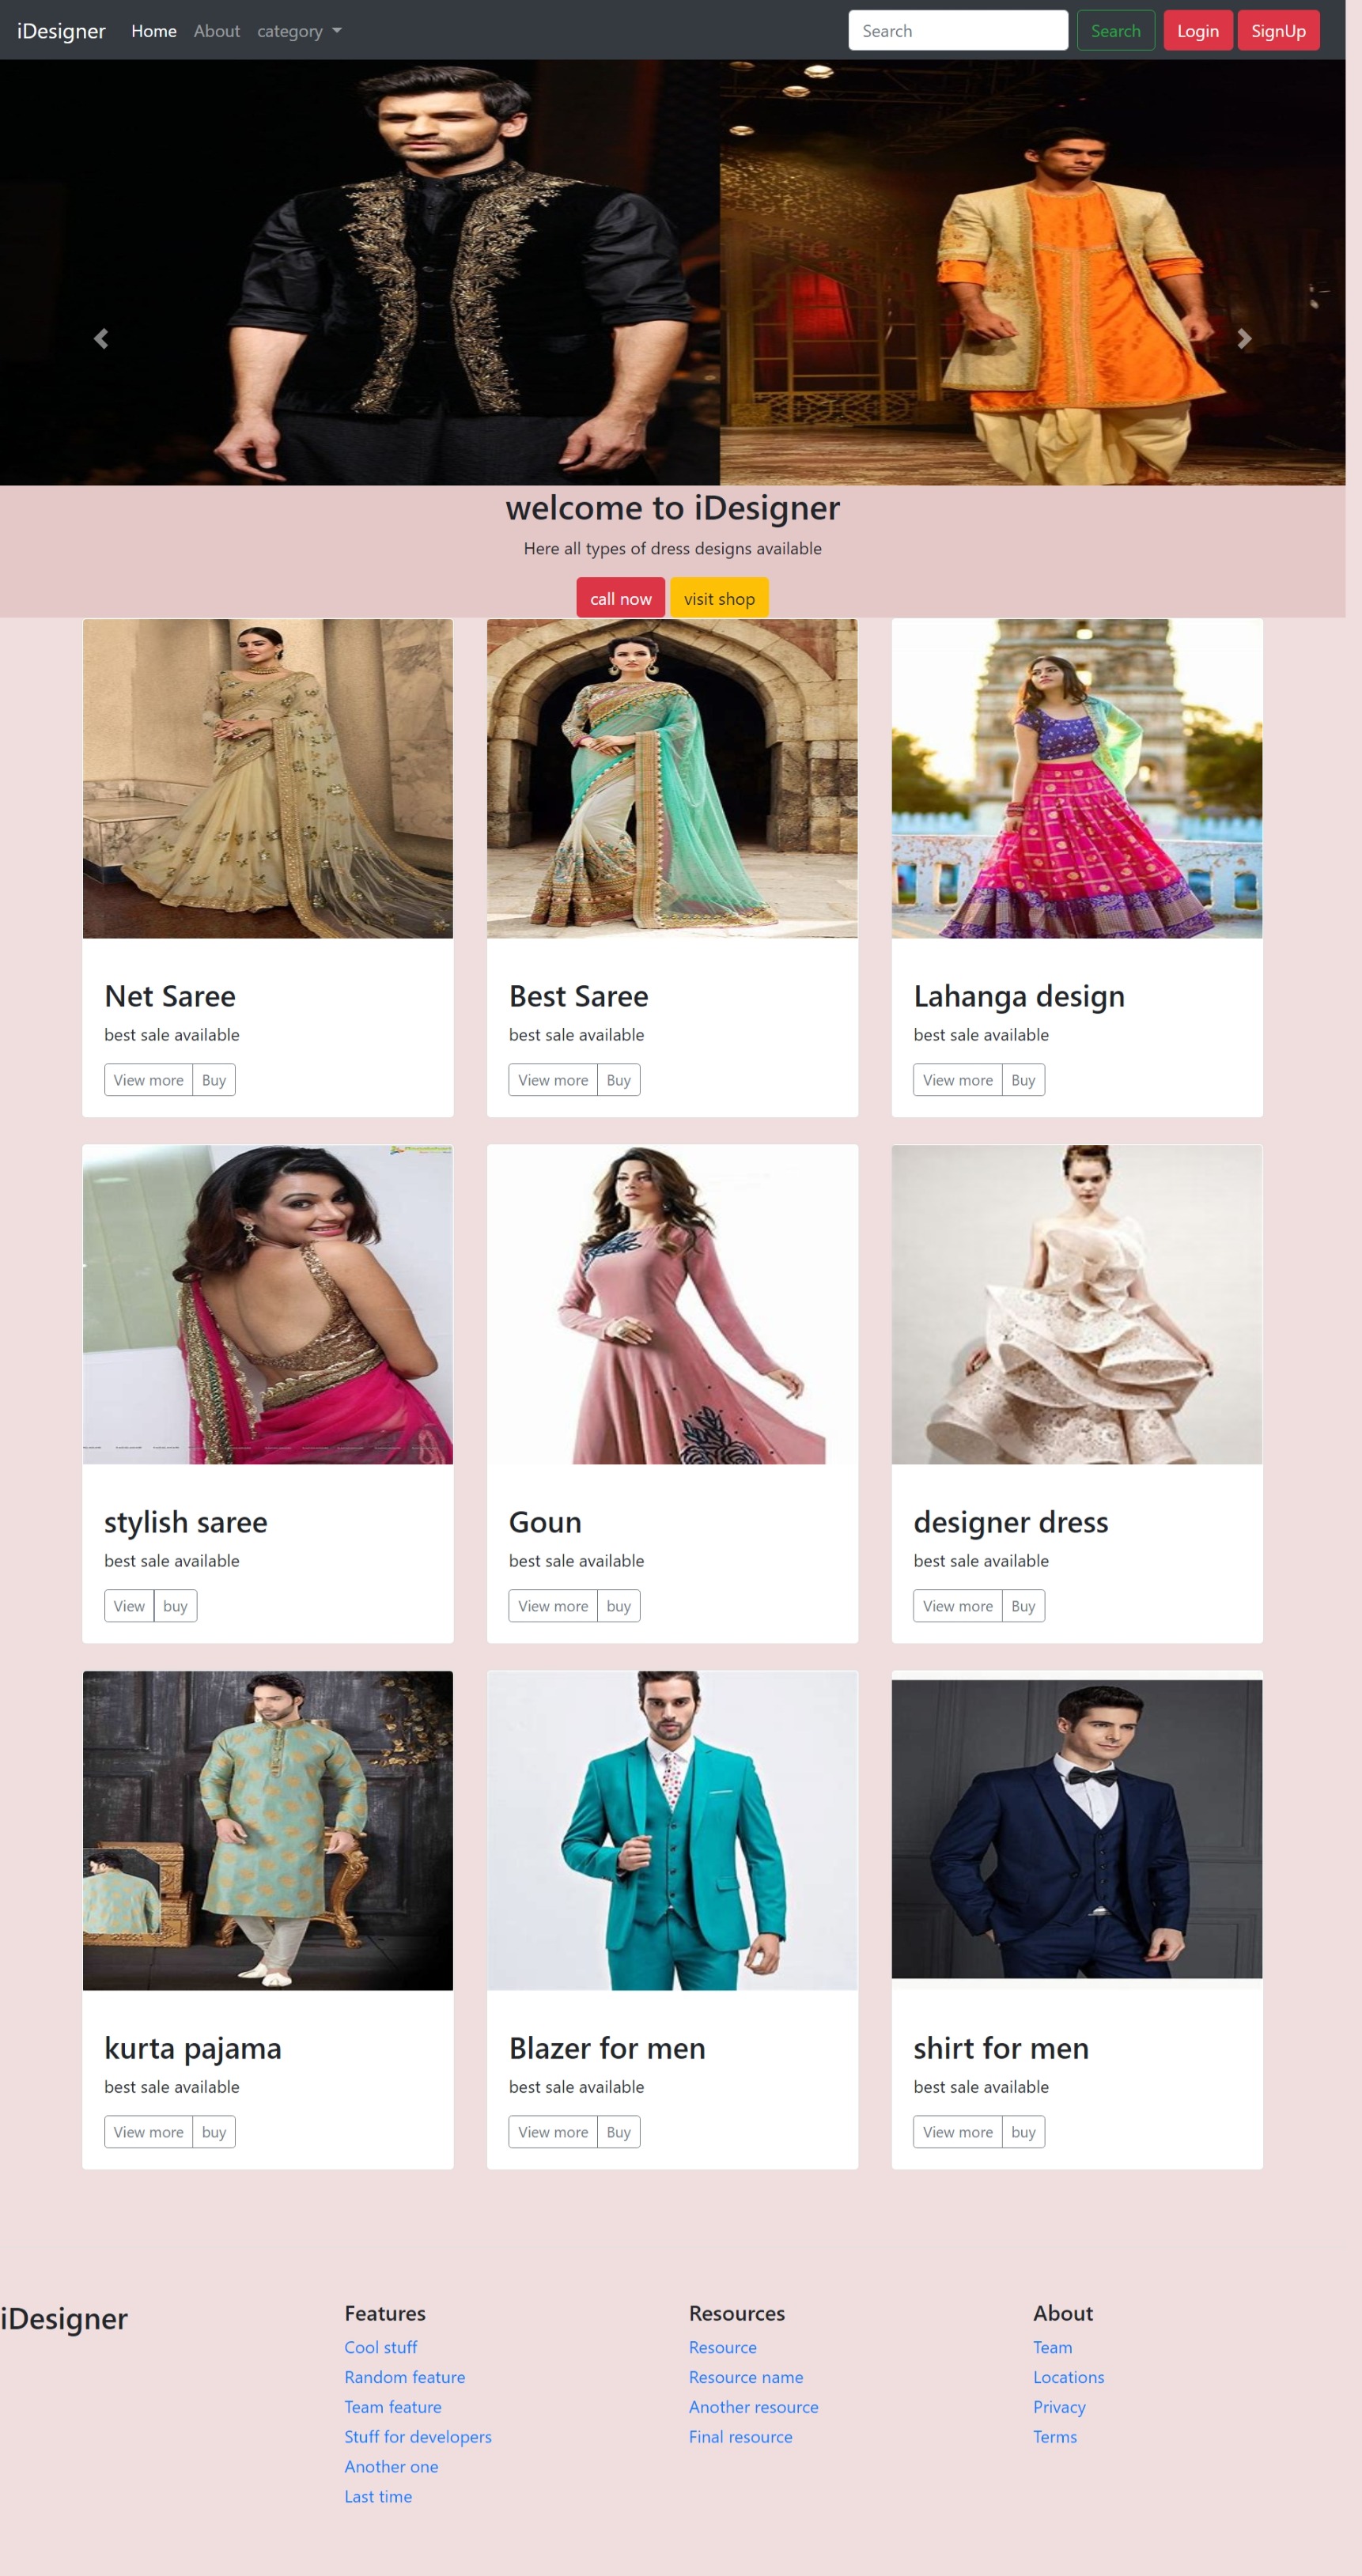 iDesigner Home About category Search Search Login SignUp
welcome to iDesigner
Here all types of dress designs available
call now visit shop
Net Saree
best sale available
View more Buy
Best Saree
best sale available
View more Buy
Lahanga design
best sale available
View more Buy
stylish saree
best sale available
View buy
Goun
best sale available
View more buy
designer dress
best sale available
View more Buy
kurta pajama
best sale available
View more buy
Blazer for men
best sale available
View more Buy
shirt for men
best sale available
View more buy
iDesigner
Features
Cool stuff
Random feature
Team feature
Stuff for developers
Another one
Last time
Resources
Resource
Resource name
Another resource
Final resource
About
Team
Locations
Privacy
Terms